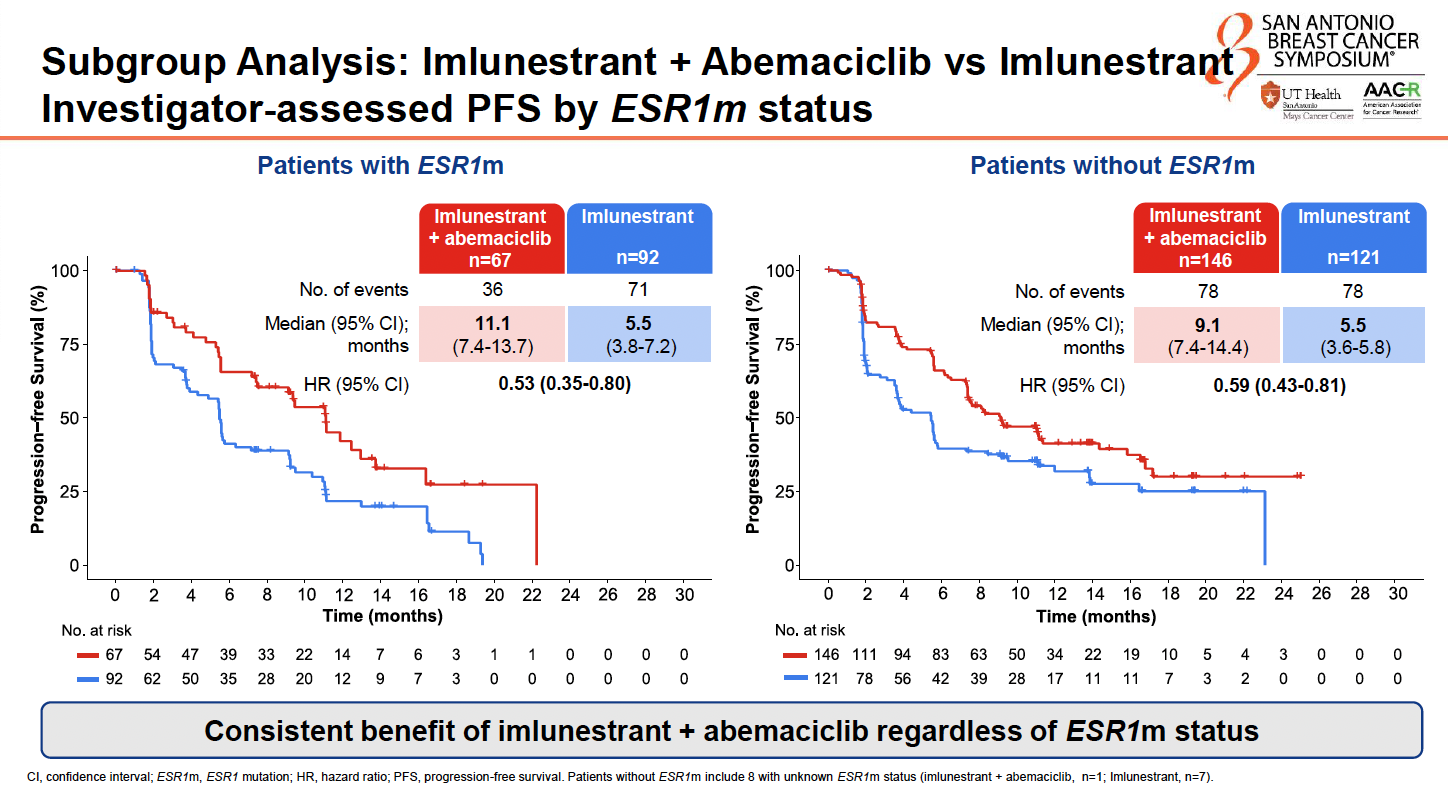 Subgroup Analysis: Imlunestrant + Abemaciclib vs Imlunestrant
Investigator-assessed PFS by ESR1m status
SAN ANTONIO
BREAST CANCER
SYMPOSIUM®
UT Health
San Antonio
Mays Cancer Center
AACR
American Association
for Cancer Research®
Patients with ESR1m
Imlunestrant
+ abemaciclib
n=67
Imlunestrant
n=92
No. of events 36 71
Median (95% CI); 11.1 5.5
months (7.4-13.7) (3.8-7.2)
HR (95% CI) 0.53 (0.35-0.80)
Progression–free Survival (%)
100
75
50
25
0
0 2 4 6 8 10 12 14 16 18 20 22 24 26 28 30
Time (months)
No. at risk
67 54 47 39 33 22 14 7 6 3 1 1 0 0 0 0
92 62 50 35 28 20 12 9 7 3 0 0 0 0 0 0
Patients without ESR1m
Imlunestrant
+ abemaciclib
n=146
Imlunestrant
n=121
No. of events 78 78
Median (95% CI); 9.1 5.5
months (7.4-14.4) (3.6-5.8)
HR (95% CI) 0.59 (0.43-0.81)
Progression–free Survival (%)
100
75
50
25
0
0 2 4 6 8 10 12 14 16 18 20 22 24 26 28 30
Time (months)
No. at risk
146 111 94 83 63 50 34 22 19 10 5 4 3 0 0 0
121 78 56 42 39 28 17 11 11 7 3 2 0 0 0 0
Consistent benefit of imlunestrant + abemaciclib regardless of ESR1m status
CI, confidence interval; ESR1m, ESR1 mutation; HR, hazard ratio; PFS, progression-free survival. Patients without ESR1m include 8 with unknown ESR1m status (imlunestrant + abemaciclib, n=1; Imlunestrant, n=7).